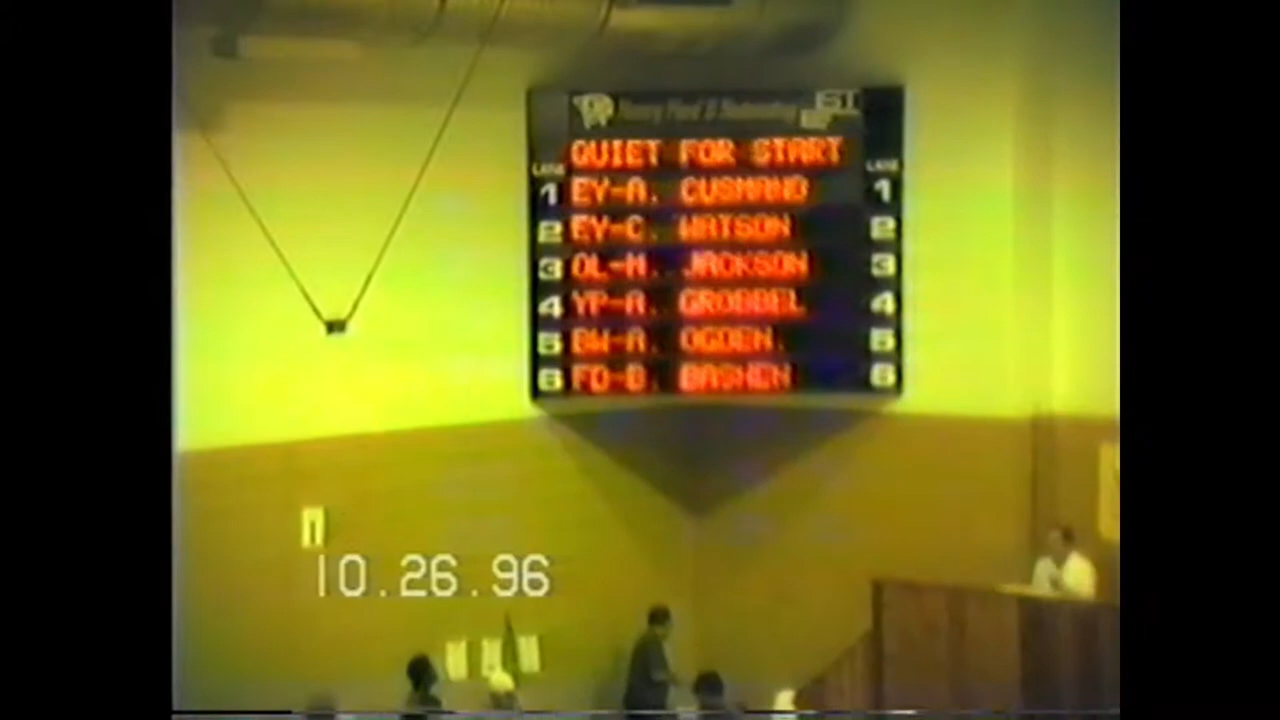 QUIET FOR START
LANE LANE
1 EY-A. CUSMANO 1
2 EY-C. WATSON 2
3 OL-M. JACKSON 3
4 YP-A. GROBBEL 4
5 BW-A. OGDEN. 5
6 FD-B. BASHEN 6
10.26.96